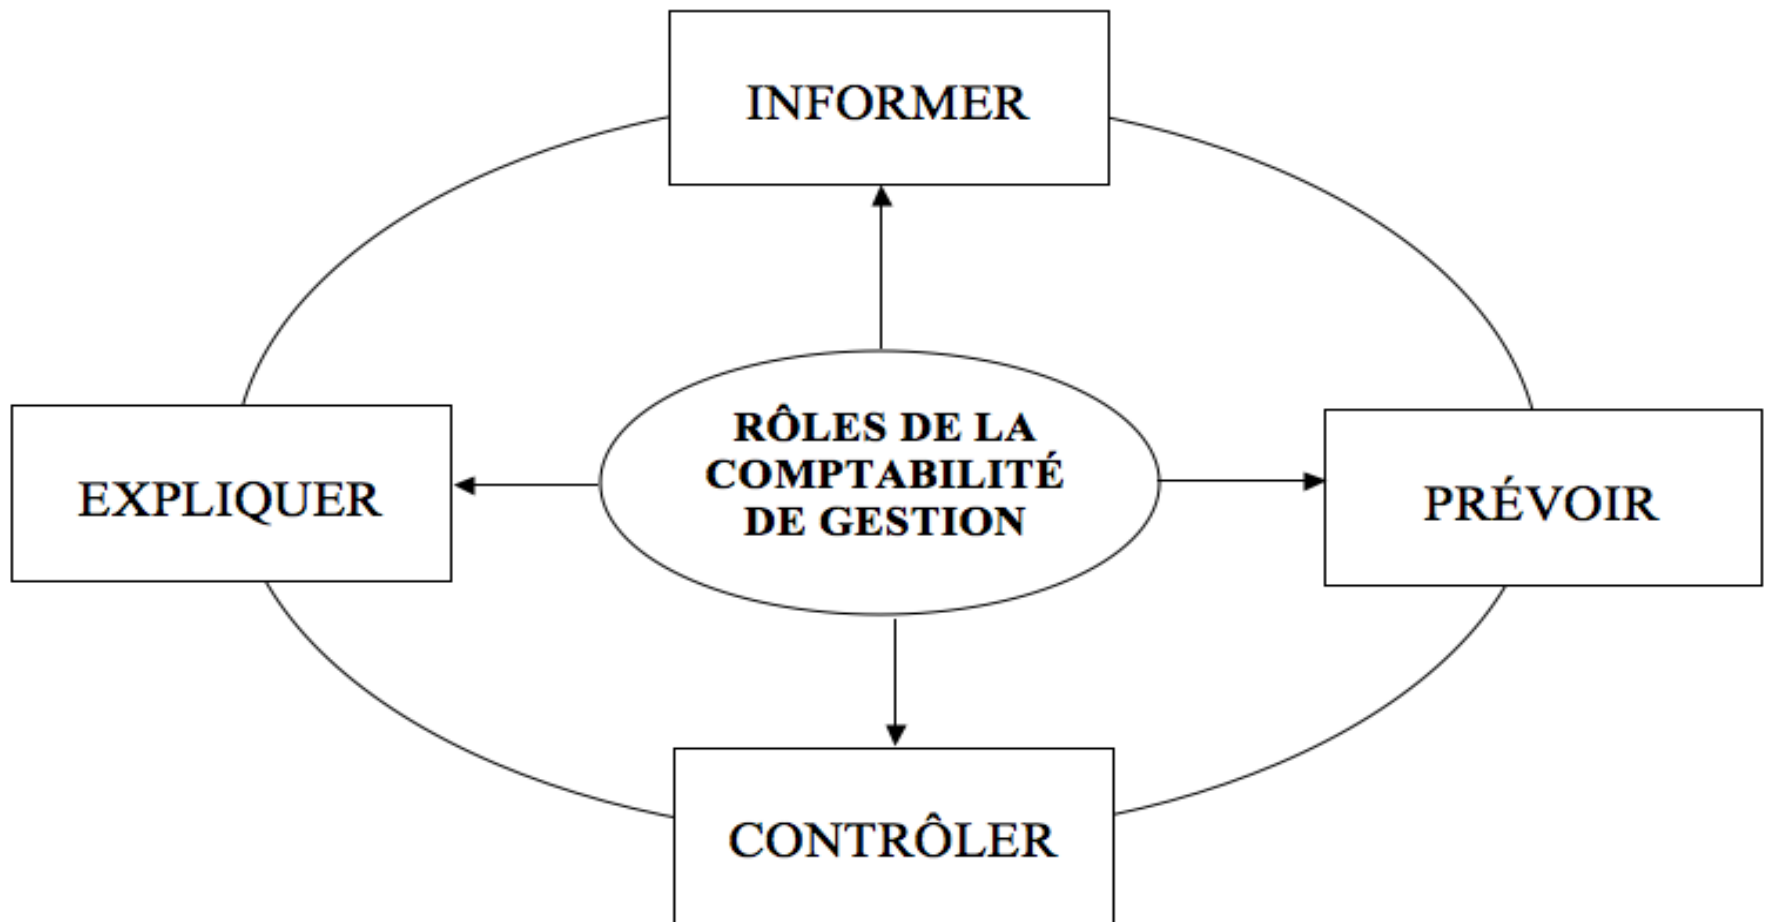 INFORMER
RÔLES DE LA
COMPTABILITÉ
DE GESTION
EXPLIQUER
PRÉVOIR
CONTRÔLER